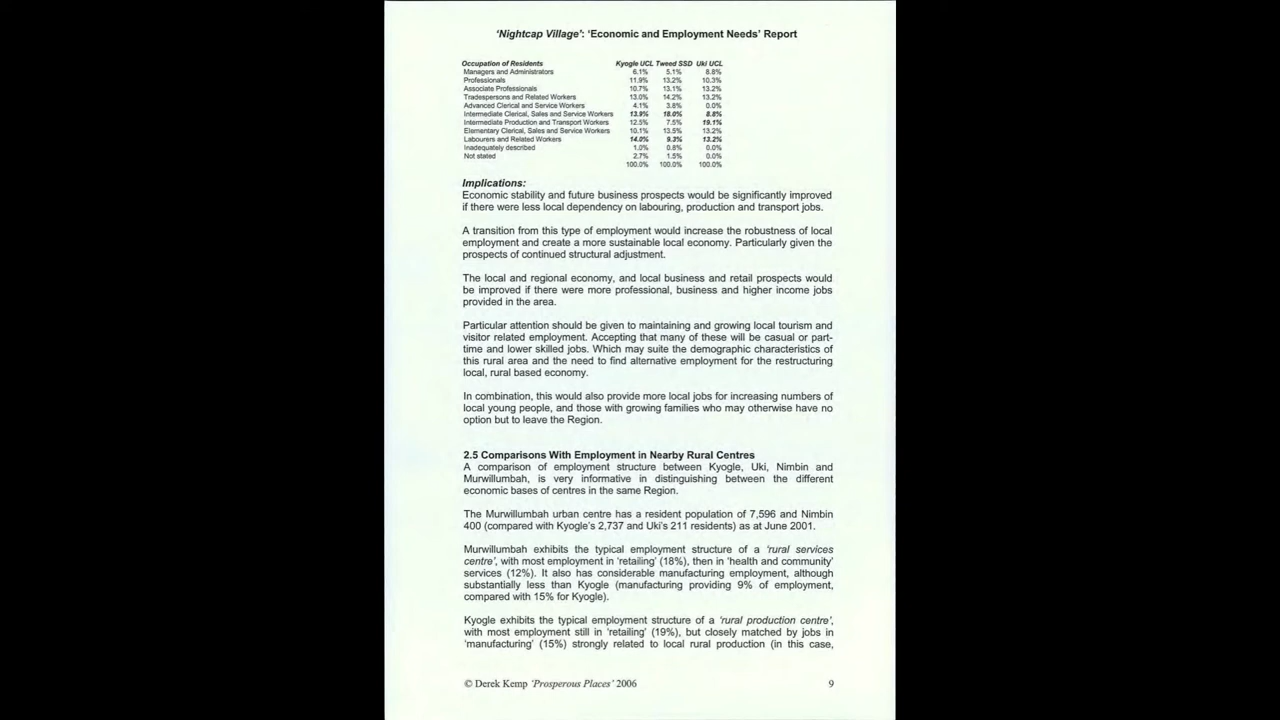 'Nightcap Village': 'Economic and Employment Needs' Report
Occupation of Residents Kyogle UCL Tweed SSD Uki UCL
Managers and Administrators 6.1% 5.1% 8.8%
Professionals 11.9% 13.2% 10.3%
Associate Professionals 10.7% 13.1% 13.2%
Tradespersons and Related Workers 13.0% 14.2% 13.2%
Advanced Clerical and Service Workers 4.1% 3.8% 0.0%
Intermediate Clerical, Sales and Service Workers 13.9% 18.0% 8.8%
Intermediate Production and Transport Workers 12.5% 7.5% 19.1%
Elementary Clerical, Sales and Service Workers 10.1% 13.5% 13.2%
Labourers and Related Workers 14.0% 9.3% 13.2%
Inadequately described 1.0% 0.8% 0.0%
Not stated 2.7% 1.5% 0.0%
100.0% 100.0% 100.0%
Implications:
Economic stability and future business prospects would be significantly improved
if there were less local dependency on labouring, production and transport jobs.
A transition from this type of employment would increase the robustness of local
employment and create a more sustainable local economy. Particularly given the
prospects of continued structural adjustment.
The local and regional economy, and local business and retail prospects would
be improved if there were more professional, business and higher income jobs
provided in the area.
Particular attention should be given to maintaining and growing local tourism and
visitor related employment. Accepting that many of these will be casual or part-
time and lower skilled jobs. Which may suite the demographic characteristics of
this rural area and the need to find alternative employment for the restructuring
local, rural based economy.
In combination, this would also provide more local jobs for increasing numbers of
local young people, and those with growing families who may otherwise have no
option but to leave the Region.
2.5 Comparisons With Employment in Nearby Rural Centres
A comparison of employment structure between Kyogle, Uki, Nimbin and
Murwillumbah, is very informative in distinguishing between the different
economic bases of centres in the same Region.
The Murwillumbah urban centre has a resident population of 7,596 and Nimbin
400 (compared with Kyogle's 2,737 and Uki's 211 residents) as at June 2001.
Murwillumbah exhibits the typical employment structure of a 'rural services
centre', with most employment in 'retailing' (18%), then in 'health and community'
services (12%). It also has considerable manufacturing employment, although
substantially less than Kyogle (manufacturing providing 9% of employment,
compared with 15% for Kyogle).
Kyogle exhibits the typical employment structure of a 'rural production centre',
with most employment still in 'retailing' (19%), but closely matched by jobs in
'manufacturing' (15%) strongly related to local rural production (in this case,
© Derek Kemp 'Prosperous Places' 2006 9